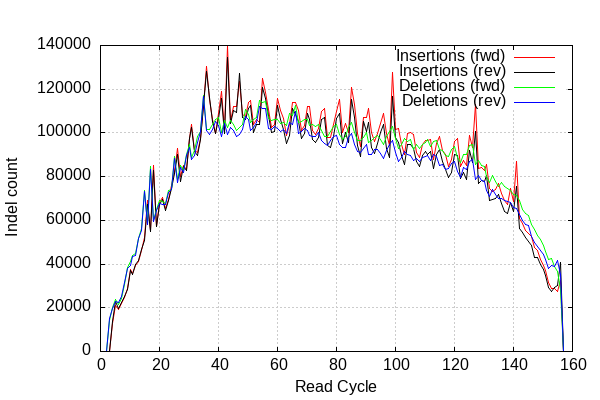 140000
120000
100000
80000
60000
40000
20000
0
Indel count
Insertions (fwd)
Insertions (rev)
Deletions (fwd)
Deletions (rev)
0 20 40 60 80 100 120 140 160
Read Cycle